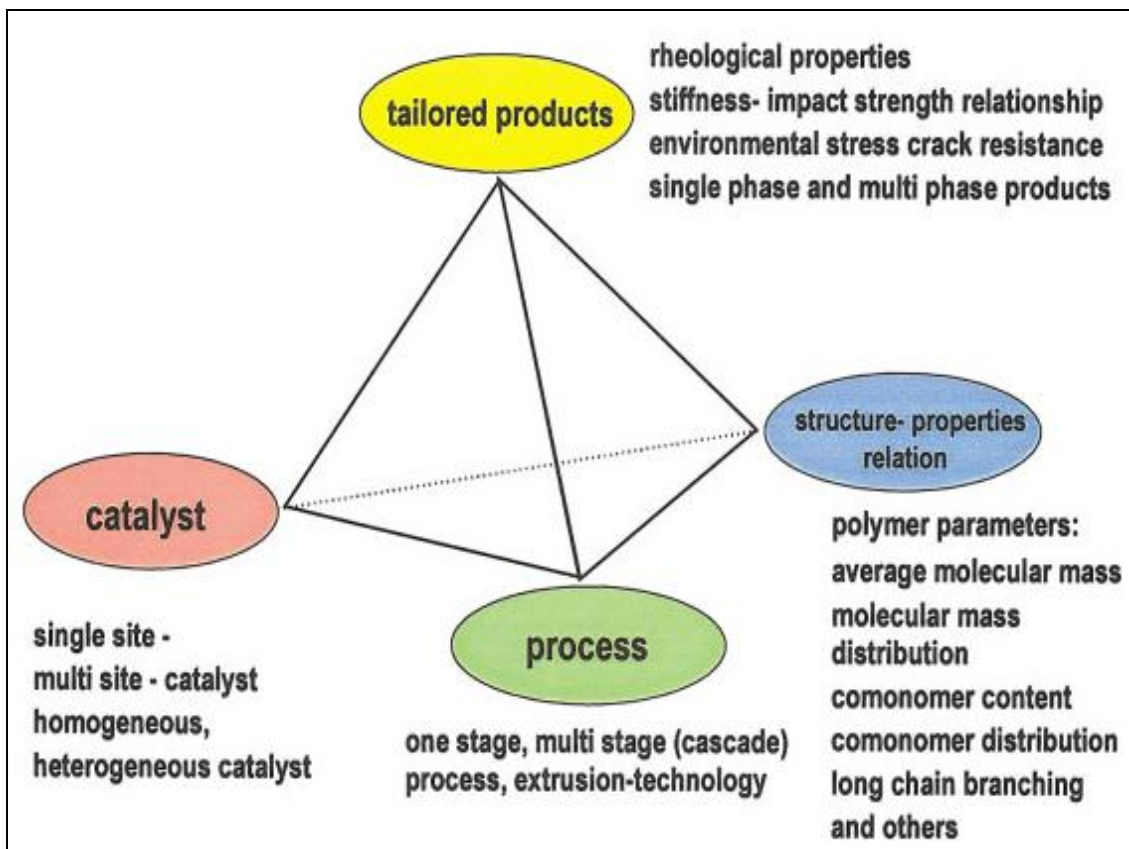 tailored products
rheological properties
stiffness- impact strength relationship
environmental stress crack resistance
single phase and multi phase products
catalyst
single site -
multi site - catalyst
homogeneous,
heterogeneous catalyst
process
one stage, multi stage (cascade)
process, extrusion-technology
structure- properties
relation
polymer parameters:
average molecular mass
molecular mass
distribution
comonomer content
comonomer distribution
long chain branching
and others